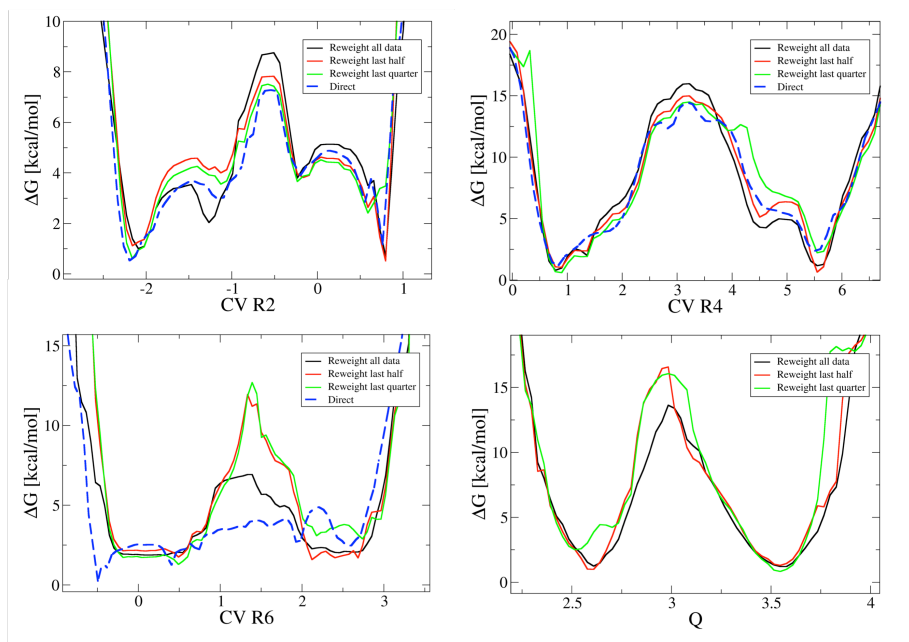 10
8
6
4
2
0
ΔG [kcal/mol]
-2
-1
0
1
CV R2
Reweight all data
Reweight last half
Reweight last quarter
Direct
20
15
10
5
0
ΔG [kcal/mol]
0
1
2
3
4
5
6
CV R4
Reweight all data
Reweight last half
Reweight last quarter
Direct
15
10
5
0
ΔG [kcal/mol]
0
1
2
3
CV R6
Reweight all data
Reweight last half
Reweight last quarter
Direct
15
10
5
0
ΔG [kcal/mol]
2.5
3
3.5
4
Q
Reweight all data
Reweight last half
Reweight last quarter